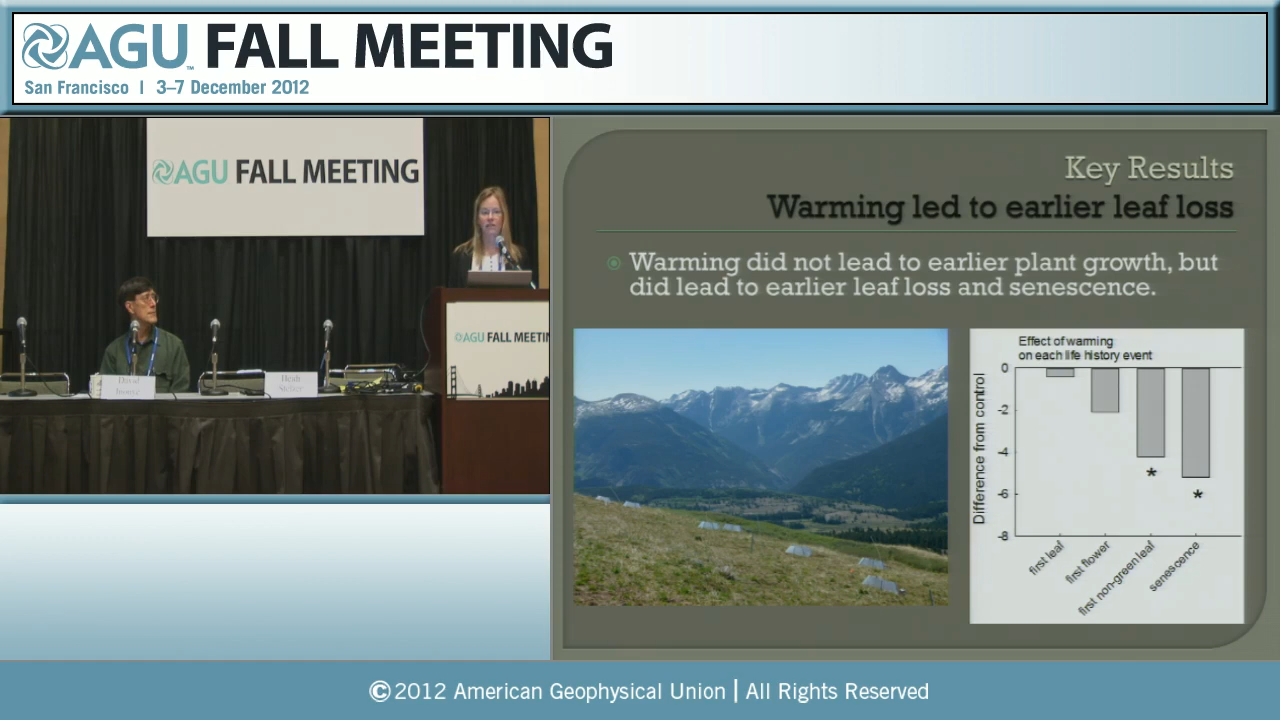 AGU FALL MEETING
San Francisco | 3–7 December 2012
AGU FALL MEETING
David
AGU FALL MEETIN
Key Results
Warming led to earlier leaf loss
Warming did not lead to earlier plant growth, but
did lead to earlier leaf loss and senescence.
Effect of warming
on each life history event
Difference from control
0
-2
-4
-6
-8
*
*
first leaf
first flower
first non-green leaf
senescence
©2012 American Geophysical Union | All Rights Reserved